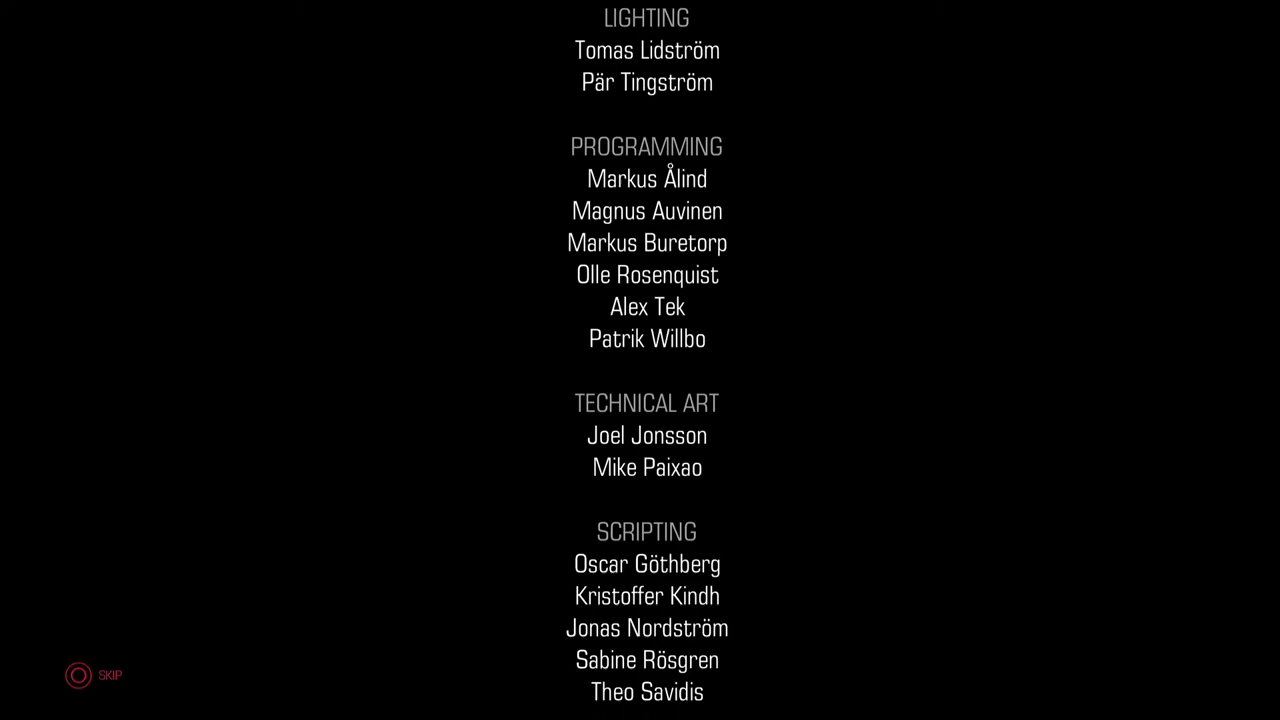 LIGHTING
Tomas Lidström
Pär Tingström
PROGRAMMING
Markus Ålind
Magnus Auvinen
Markus Buretorp
Olle Rosenquist
Alex Tek
Patrik Willbo
TECHNICAL ART
Joel Jonsson
Mike Paixao
SCRIPTING
Oscar Göthberg
Kristoffer Kindh
Jonas Nordström
Sabine Rösgren
Theo Savidis
SKIP